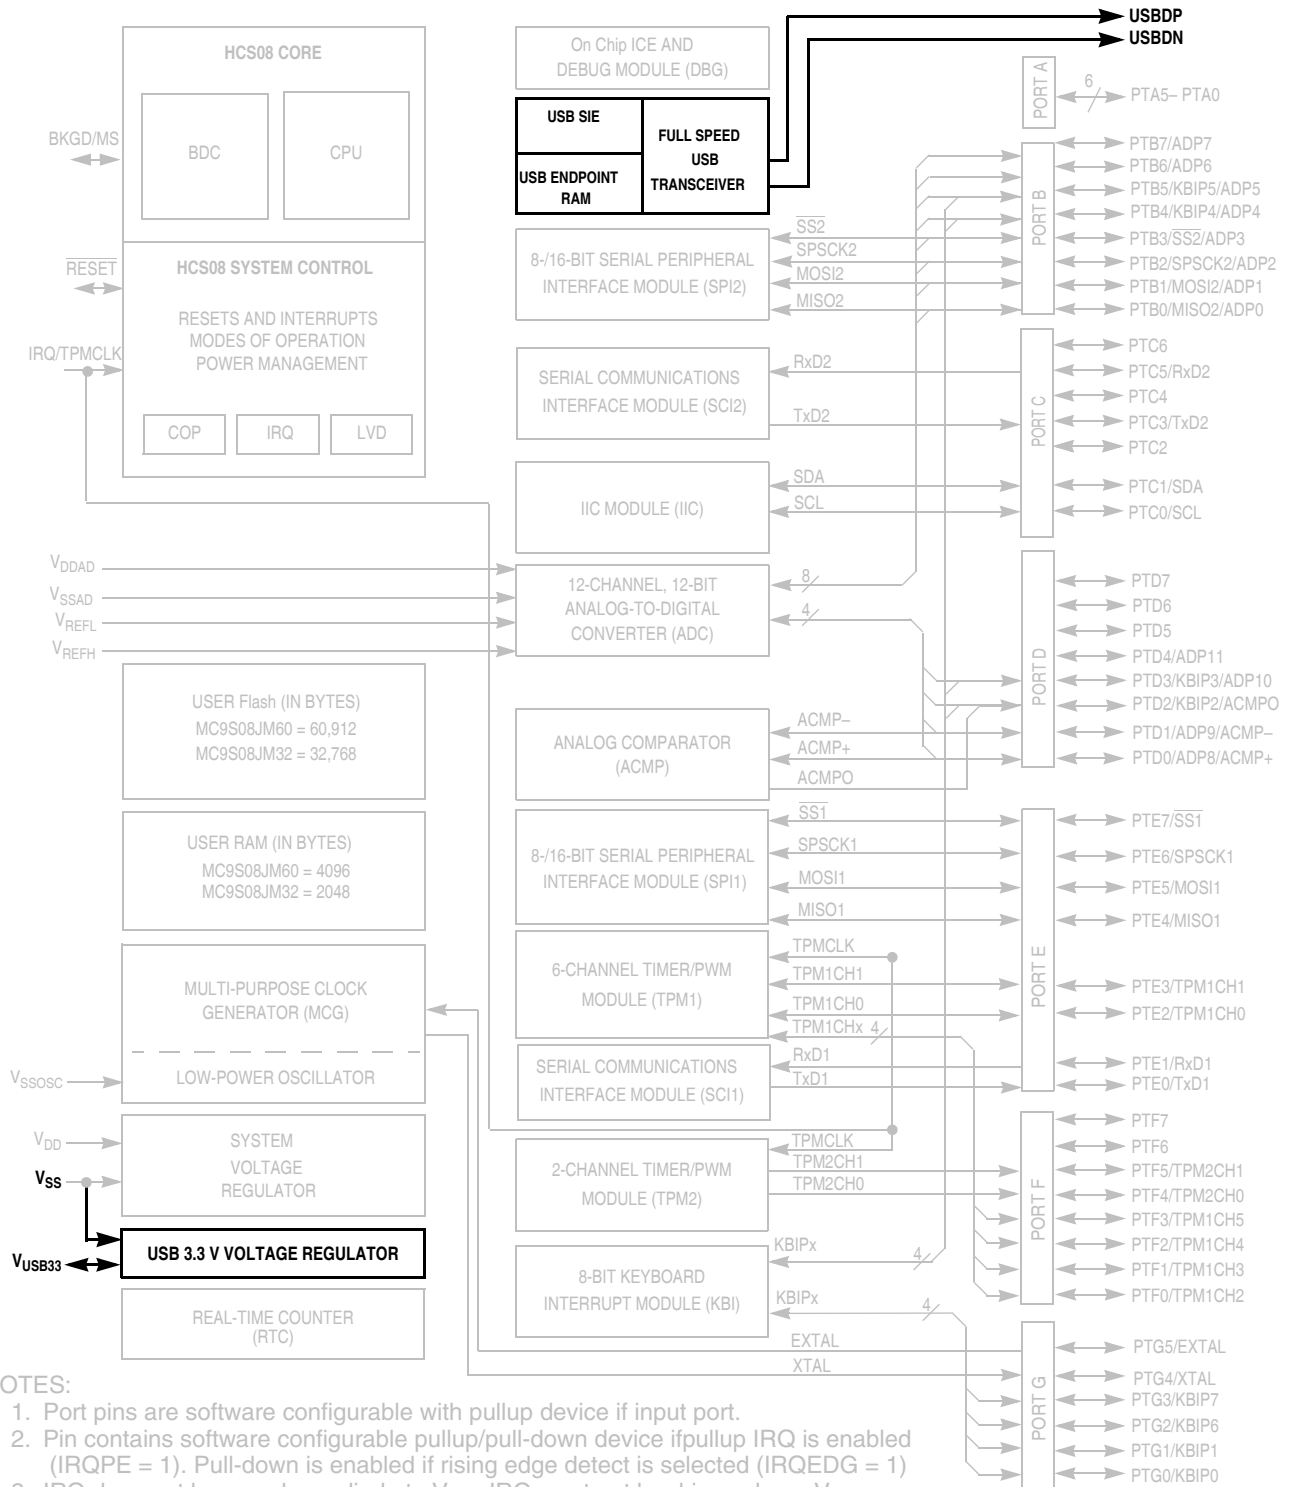 USBDP
USBDN
HCS08 CORE
BDC
CPU
BKGD/MS
RESET
HCS08 SYSTEM CONTROL
RESETS AND INTERRUPTS
MODES OF OPERATION
POWER MANAGEMENT
IRQ/TPMCLK
COP
IRQ
LVD
On Chip ICE AND
DEBUG MODULE (DBG)
USB SIE
USB ENDPOINT
RAM
FULL SPEED
USB
TRANSCEIVER
8-/16-BIT SERIAL PERIPHERAL
INTERFACE MODULE (SPI2)
SS2
SPSCK2
MOSI2
MISO2
SERIAL COMMUNICATIONS
INTERFACE MODULE (SCI2)
RxD2
TxD2
IIC MODULE (IIC)
SDA
SCL
VDDAD
VSSAD
VREFL
VREFH
12-CHANNEL, 12-BIT
ANALOG-TO-DIGITAL
CONVERTER (ADC)
8
4
USER Flash (IN BYTES)
MC9S08JM60 = 60,912
MC9S08JM32 = 32,768
ANALOG COMPARATOR
(ACMP)
ACMP–
ACMP+
ACMPO
USER RAM (IN BYTES)
MC9S08JM60 = 4096
MC9S08JM32 = 2048
8-/16-BIT SERIAL PERIPHERAL
INTERFACE MODULE (SPI1)
SS1
SPSCK1
MOSI1
MISO1
MULTI-PURPOSE CLOCK
GENERATOR (MCG)
LOW-POWER OSCILLATOR
VSSOSC
6-CHANNEL TIMER/PWM
MODULE (TPM1)
TPMCLK
TPM1CH1
TPM1CH0
TPM1CHx
4
SERIAL COMMUNICATIONS
INTERFACE MODULE (SCI1)
RxD1
TxD1
VDD
VSS
SYSTEM
VOLTAGE
REGULATOR
2-CHANNEL TIMER/PWM
MODULE (TPM2)
TPMCLK
TPM2CH1
TPM2CH0
VUSB33
USB 3.3 V VOLTAGE REGULATOR
8-BIT KEYBOARD
INTERRUPT MODULE (KBI)
KBIPx
4
KBIPx
4
REAL-TIME COUNTER
(RTC)
EXTAL
XTAL
PORT A
6
PTA5– PTA0
PORT B
PTB7/ADP7
PTB6/ADP6
PTB5/KBIP5/ADP5
PTB4/KBIP4/ADP4
PTB3/SS2/ADP3
PTB2/SPSCK2/ADP2
PTB1/MOSI2/ADP1
PTB0/MISO2/ADP0
PORT C
PTC6
PTC5/RxD2
PTC4
PTC3/TxD2
PTC2
PTC1/SDA
PTC0/SCL
PORT D
PTD7
PTD6
PTD5
PTD4/ADP11
PTD3/KBIP3/ADP10
PTD2/KBIP2/ACMPO
PTD1/ADP9/ACMP–
PTD0/ADP8/ACMP+
PORT E
PTE7/SS1
PTE6/SPSCK1
PTE5/MOSI1
PTE4/MISO1
PTE3/TPM1CH1
PTE2/TPM1CH0
PTE1/RxD1
PTE0/TxD1
PORT F
PTF7
PTF6
PTF5/TPM2CH1
PTF4/TPM2CH0
PTF3/TPM1CH5
PTF2/TPM1CH4
PTF1/TPM1CH3
PTF0/TPM1CH2
PORT G
PTG5/EXTAL
PTG4/XTAL
PTG3/KBIP7
PTG2/KBIP6
PTG1/KBIP1
PTG0/KBIP0
OTES:
1. Port pins are software configurable with pullup device if input port.
2. Pin contains software configurable pullup/pull-down device ifpullup IRQ is enabled
(IRQPE = 1). Pull-down is enabled if rising edge detect is selected (IRQEDG = 1)